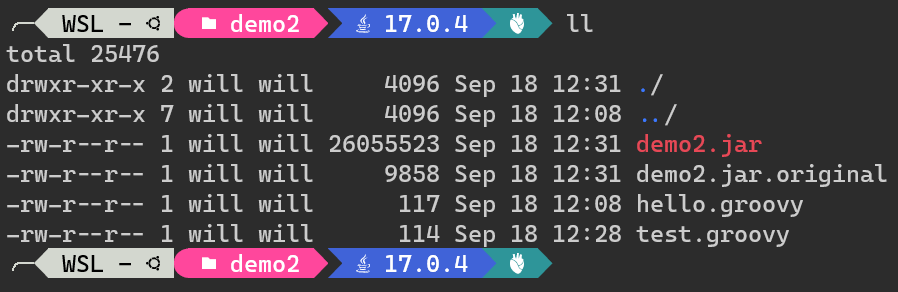 WSL - demo2 17.0.4 ll
total 25476
drwxr-xr-x 2 will will 4096 Sep 18 12:31 ./
drwxr-xr-x 7 will will 4096 Sep 18 12:08 ../
-rw-r--r-- 1 will will 26055523 Sep 18 12:31 demo2.jar
-rw-r--r-- 1 will will 9858 Sep 18 12:31 demo2.jar.original
-rw-r--r-- 1 will will 117 Sep 18 12:08 hello.groovy
-rw-r--r-- 1 will will 114 Sep 18 12:28 test.groovy
WSL - demo2 17.0.4